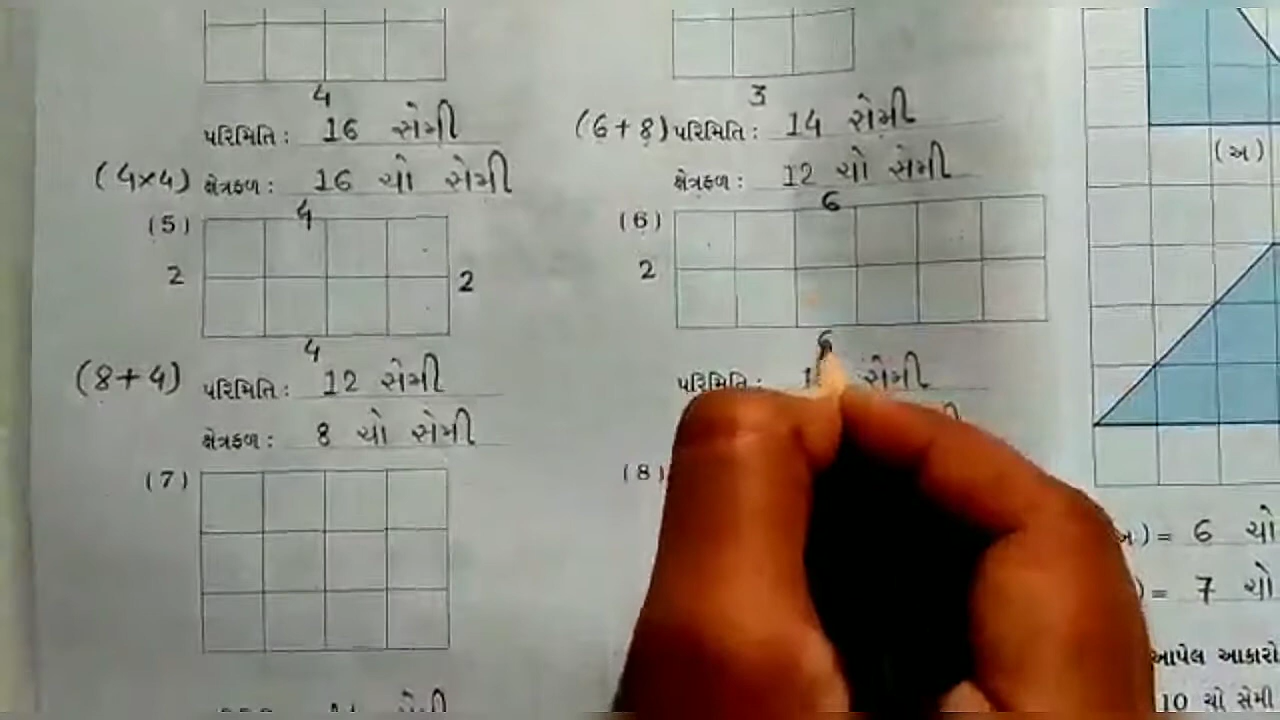 4
3
પરિમિતિ : 16 સેમી
(6+8) પરિમિતિ : 14 સેમી
(અ)
(4×4) ક્ષેત્રફળ : 16 ચો સેમી
ક્ષેત્રફળ : 12 ચો સેમી
(5) 4
2 2
4
(6) 6
2
6
(8+4) પરિમિતિ : 12 સેમી
પરિમિતિ : સેમી
ક્ષેત્રફળ : 8 ચો સેમી
(7)
(8)
= 6 ચો
= 7 ચો
આપેલ આકારો
10 ચો સેમી